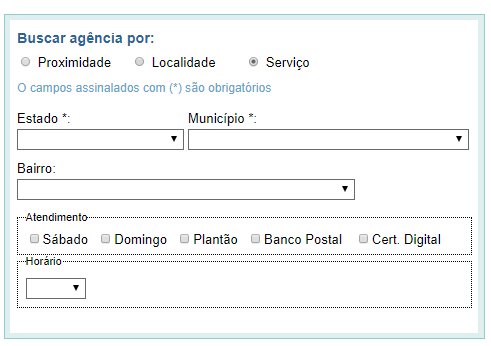 Buscar agência por:
Proximidade Localidade Serviço
O campos assinalados com (*) são obrigatórios
Estado *: Município *:
Bairro:
Atendimento
Sábado Domingo Plantão Banco Postal Cert. Digital
Horário